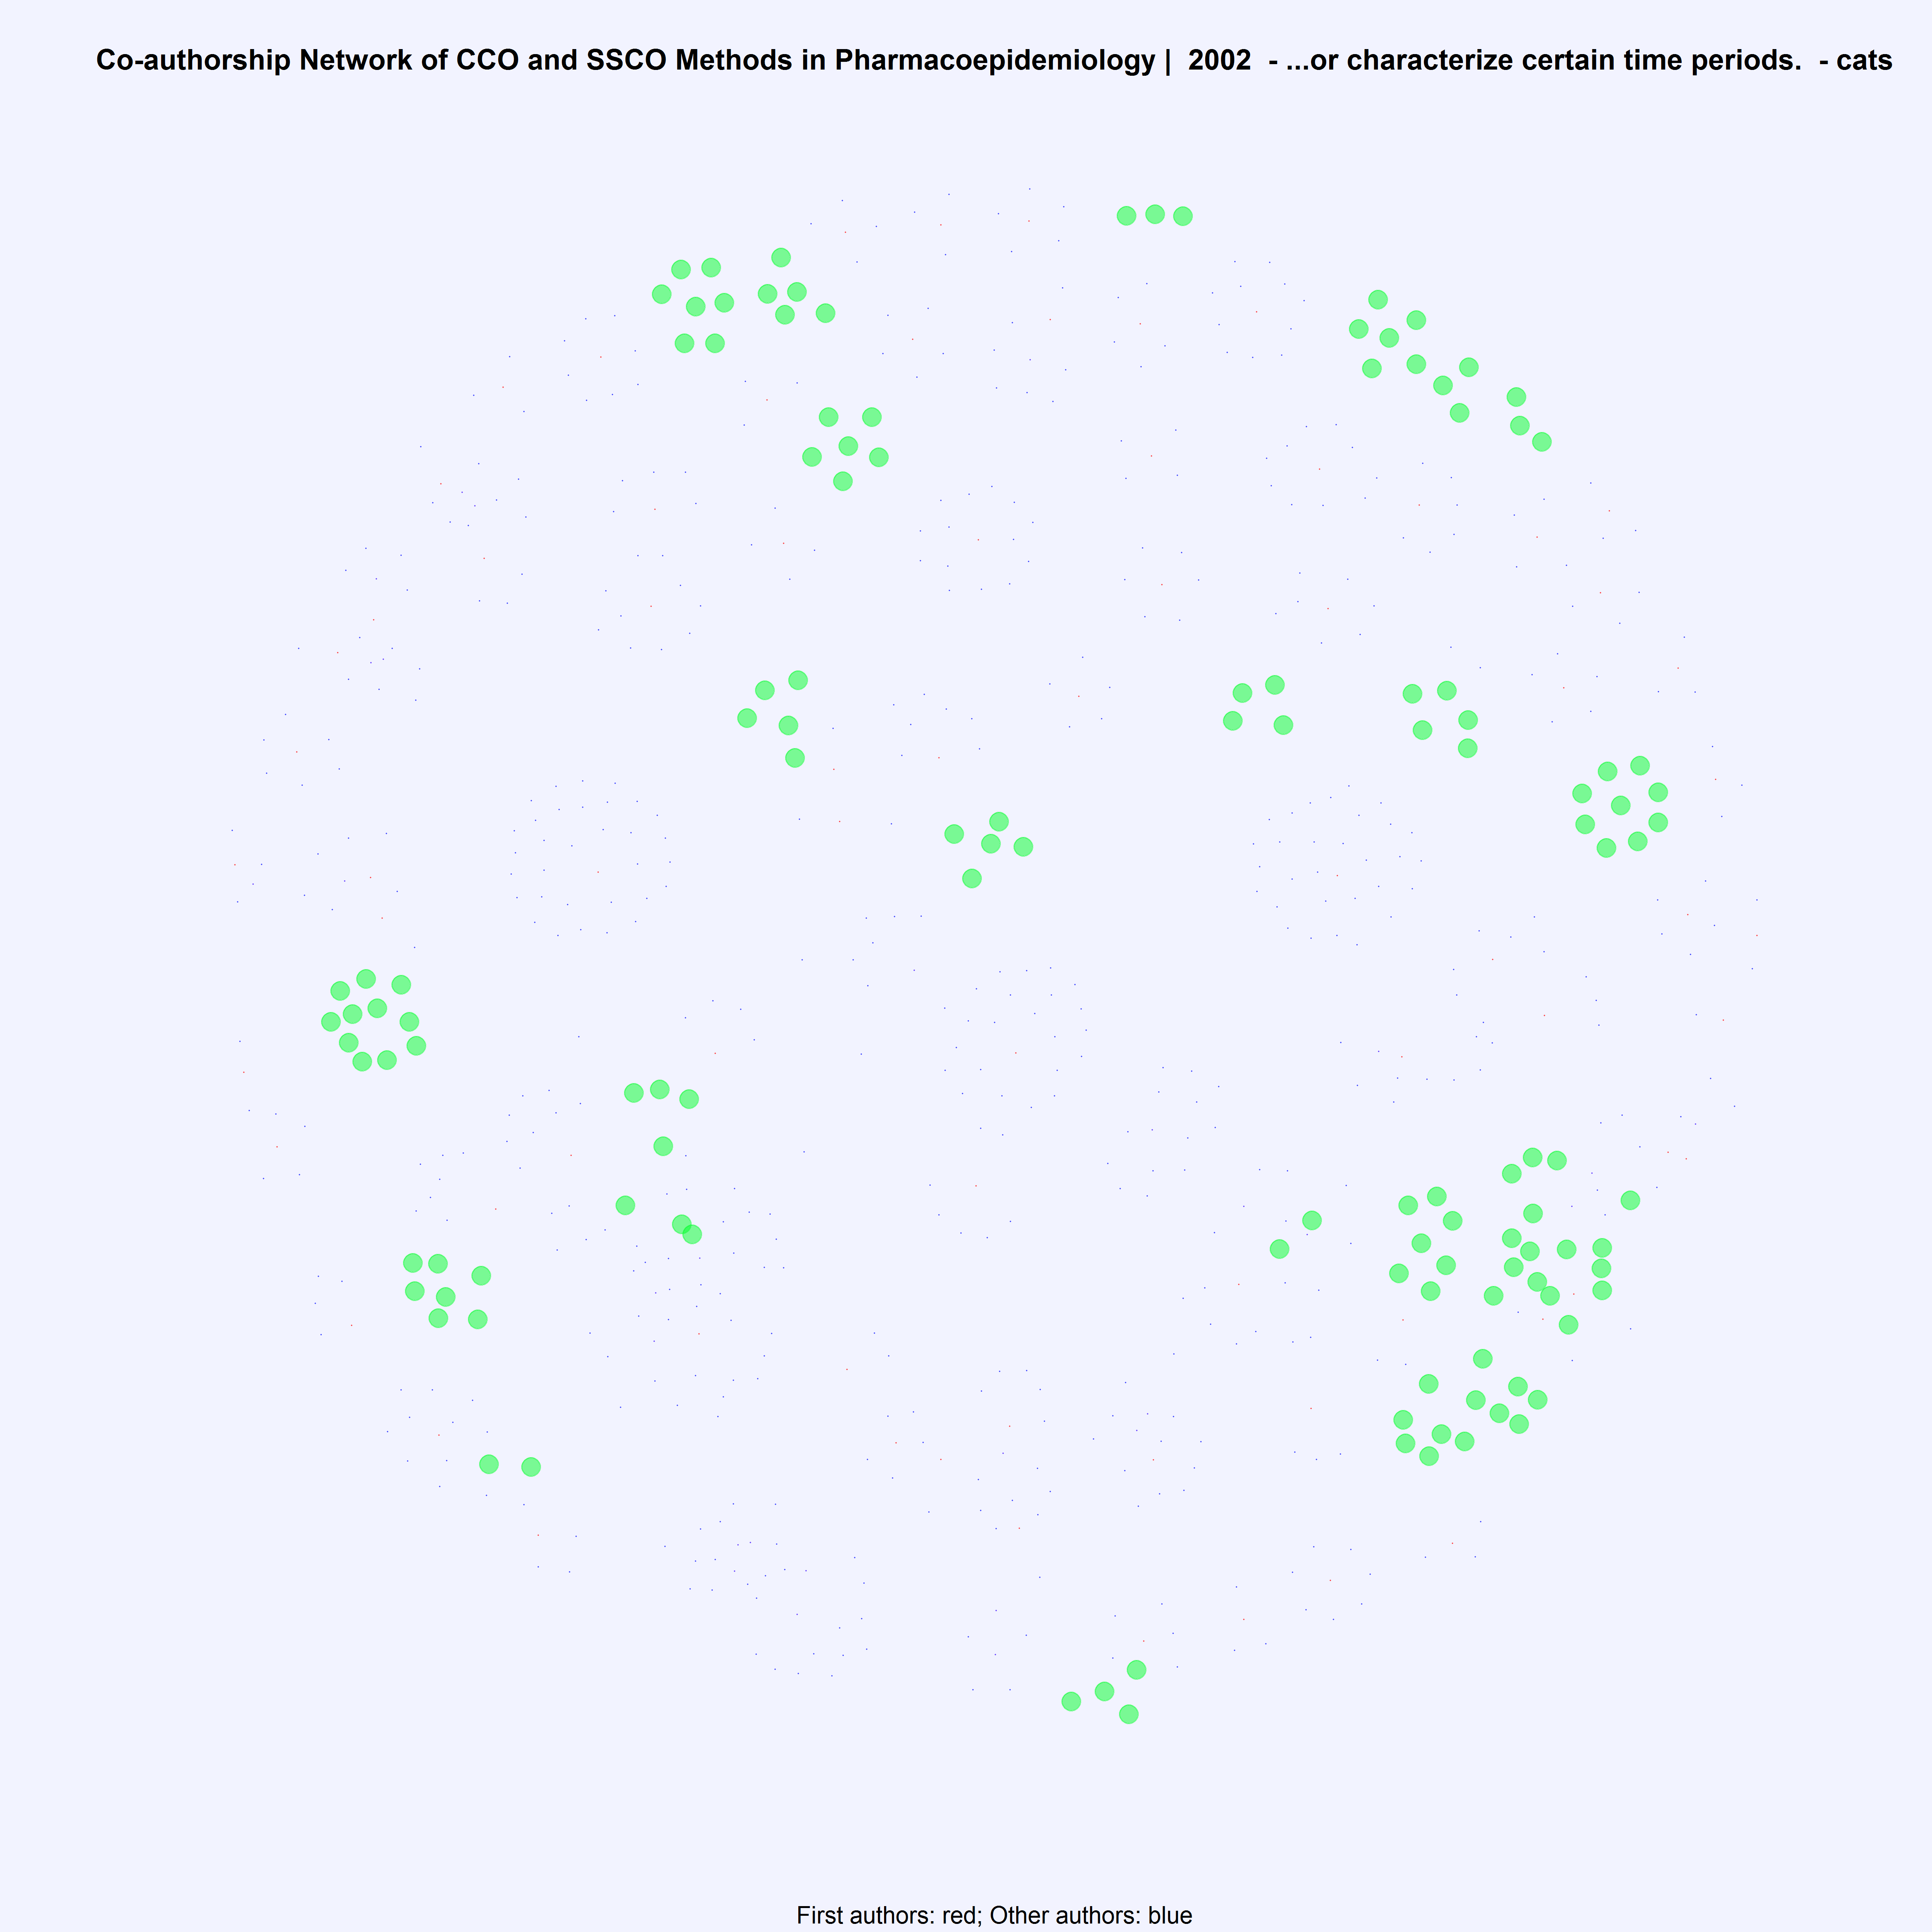 Co-authorship Network of CCO and SSCO Methods in Pharmacoepidemiology | 2002 - ...or characterize certain time periods. - cats
First authors: red; Other authors: blue